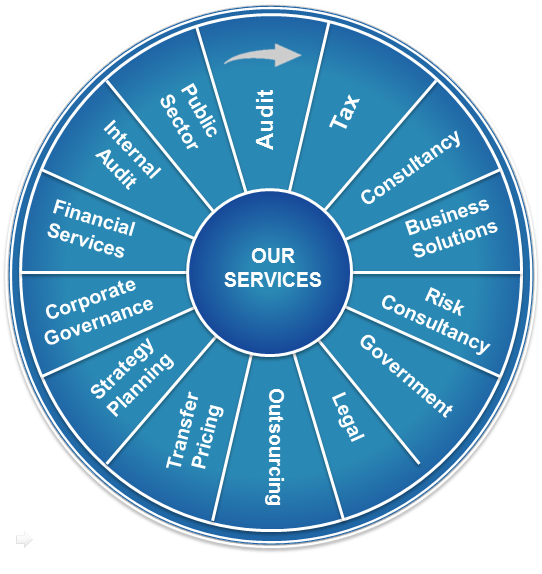 OUR
SERVICES
Audit
Tax
Consultancy
Business
Solutions
Risk
Consultancy
Government
Legal
Outsourcing
Transfer
Pricing
Strategy
Planning
Corporate
Governance
Financial
Services
Internal
Audit
Public
Sector